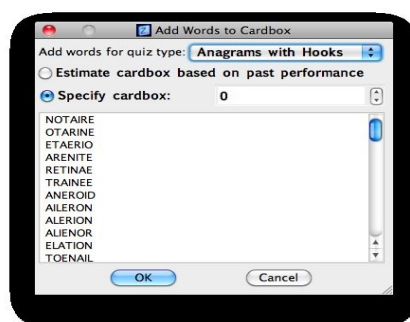 Add Words to Cardbox
Add words for quiz type: Anagrams with Hooks
Estimate cardbox based on past performance
Specify cardbox: 0
NOTAIRE
OTARINE
ETAERIO
ARENITE
RETINAE
TRAINEE
ANEROID
AILERON
ALERION
ALIENOR
ELATION
TOENAIL
OK Cancel